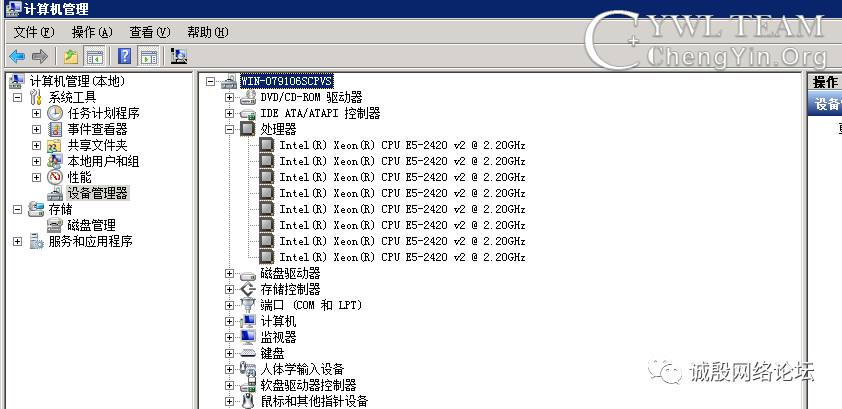 计算机管理
CYWL TEAM
ChengYin.Org
文件(F) 操作(A) 查看(V) 帮助(H)
计算机管理(本地)
系统工具
任务计划程序
事件查看器
共享文件夹
本地用户和组
性能
设备管理器
存储
磁盘管理
服务和应用程序
WIN-079106SCPVS
DVD/CD-ROM 驱动器
IDE ATA/ATAPI 控制器
处理器
Intel(R) Xeon(R) CPU E5-2420 v2 @ 2.20GHz
Intel(R) Xeon(R) CPU E5-2420 v2 @ 2.20GHz
Intel(R) Xeon(R) CPU E5-2420 v2 @ 2.20GHz
Intel(R) Xeon(R) CPU E5-2420 v2 @ 2.20GHz
Intel(R) Xeon(R) CPU E5-2420 v2 @ 2.20GHz
Intel(R) Xeon(R) CPU E5-2420 v2 @ 2.20GHz
Intel(R) Xeon(R) CPU E5-2420 v2 @ 2.20GHz
Intel(R) Xeon(R) CPU E5-2420 v2 @ 2.20GHz
磁盘驱动器
存储控制器
端口 (COM 和 LPT)
计算机
监视器
键盘
人体学输入设备
软盘驱动器控制器
鼠标和其他指针设备
操作
设备
诚殷网络论坛